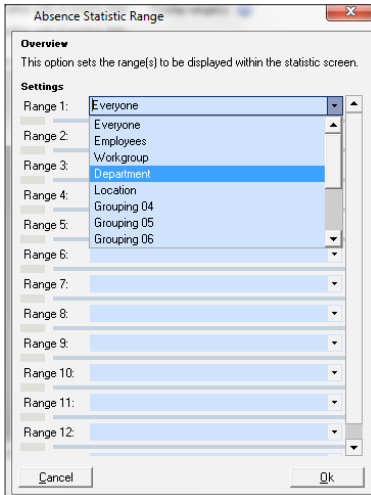 Absence Statistic Range
Overview
This option sets the range(s) to be displayed within the statistic screen.
Settings
Range 1: Everyone
Everyone
Range 2: Employees
Workgroup
Range 3: Department
Range 4: Location
Grouping 04
Range 5: Grouping 05
Grouping 06
Range 6:
Range 7:
Range 8:
Range 9:
Range 10:
Range 11:
Range 12:
Cancel Ok